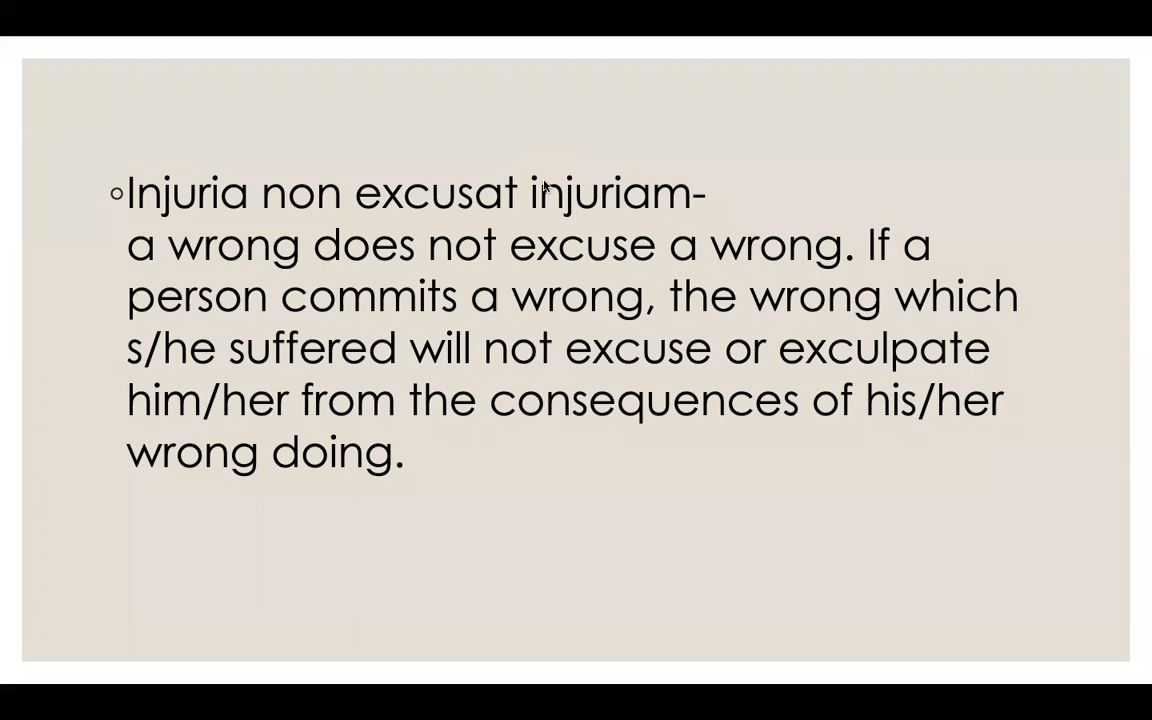 ◦Injuria non excusat injuriam-
a wrong does not excuse a wrong. If a
person commits a wrong, the wrong which
s/he suffered will not excuse or exculpate
him/her from the consequences of his/her
wrong doing.